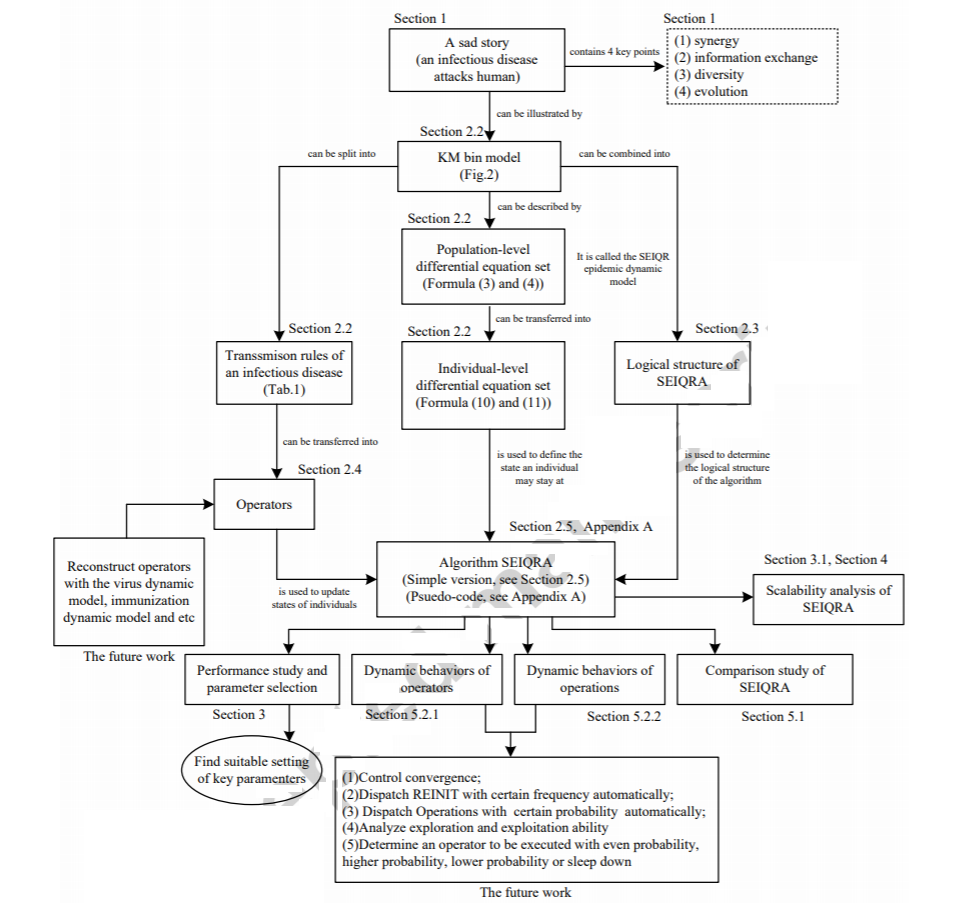 Section 1
Section 1
A sad story
(an infectious disease
attacks human)
contains 4 key points
(1) synergy
(2) information exchange
(3) diversity
(4) evolution
can be illustrated by
Section 2.2
can be split into
KM bin model
(Fig.2)
can be combined into
can be described by
Section 2.2
Population-level
differential equation set
(Formula (3) and (4))
It is called the SEIQR
epidemic dynamic
model
can be transferred into
Section 2.2
Section 2.2
Section 2.3
Transsmison rules of
an infectious disease
(Tab.1)
Individual-level
differential equation set
(Formula (10) and (11))
Logical structure of
SEIQRA
can be transferred into
is used to define the
state an individual
may stay at
is used to determine
the logical structure
of the algorithm
Section 2.4
Operators
Section 2.5, Appendix A
Reconstruct operators
with the virus dynamic
model, immunization
dynamic model and etc
The future work
is used to update
states of individuals
Algorithm SEIQRA
(Simple version, see Section 2.5)
(Psuedo-code, see Appendix A)
Section 3.1, Section 4
Scalability analysis of
SEIQRA
Performance study and
parameter selection
Dynamic behaviors of
operators
Dynamic behaviors of
operations
Comparison study of
SEIQRA
Section 3
Section 5.2.1
Section 5.2.2
Section 5.1
Find suitable setting
of key paramenters
(1)Control convergence;
(2)Dispatch REINIT with certain frequency automatically;
(3) Dispatch Operations with certain probability automatically;
(4)Analyze exploration and exploitation ability
(5)Determine an operator to be executed with even probability,
higher probability, lower probability or sleep down
The future work